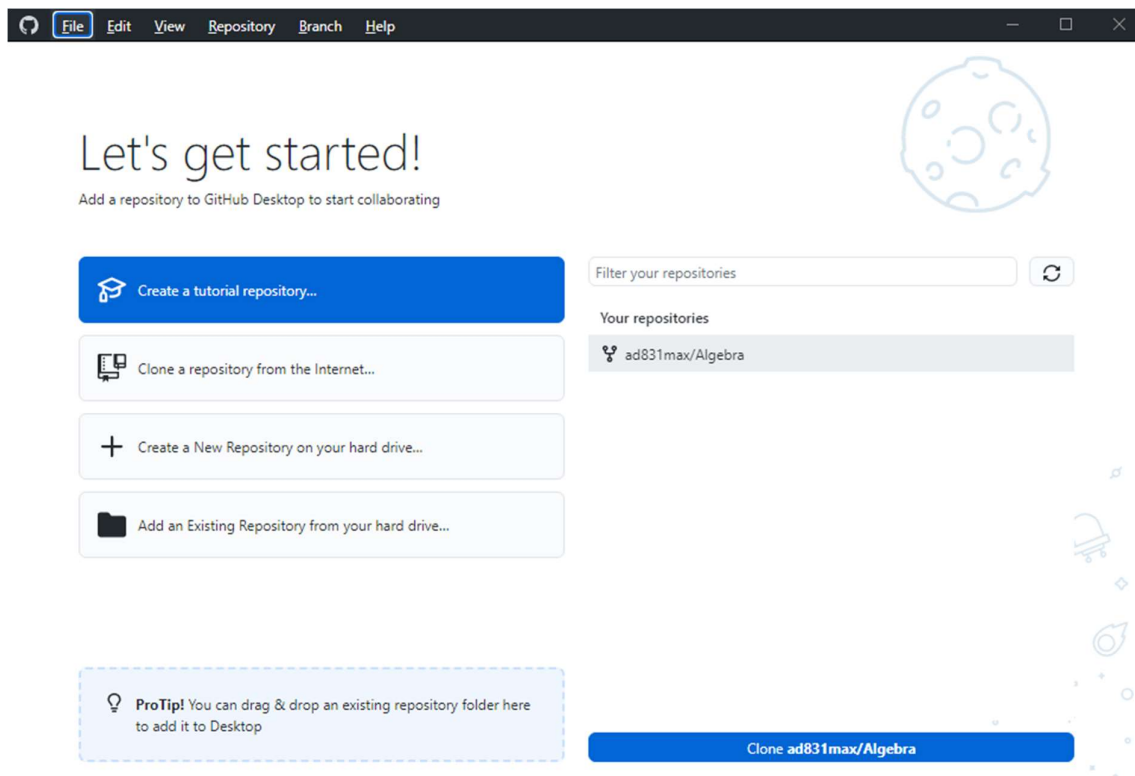 File Edit View Repository Branch Help
Let's get started!
Add a repository to GitHub Desktop to start collaborating
Create a tutorial repository...
Clone a repository from the Internet...
Create a New Repository on your hard drive...
Add an Existing Repository from your hard drive...
ProTip! You can drag & drop an existing repository folder here
to add it to Desktop
Filter your repositories
Your repositories
ad831max/Algebra
Clone ad831max/Algebra